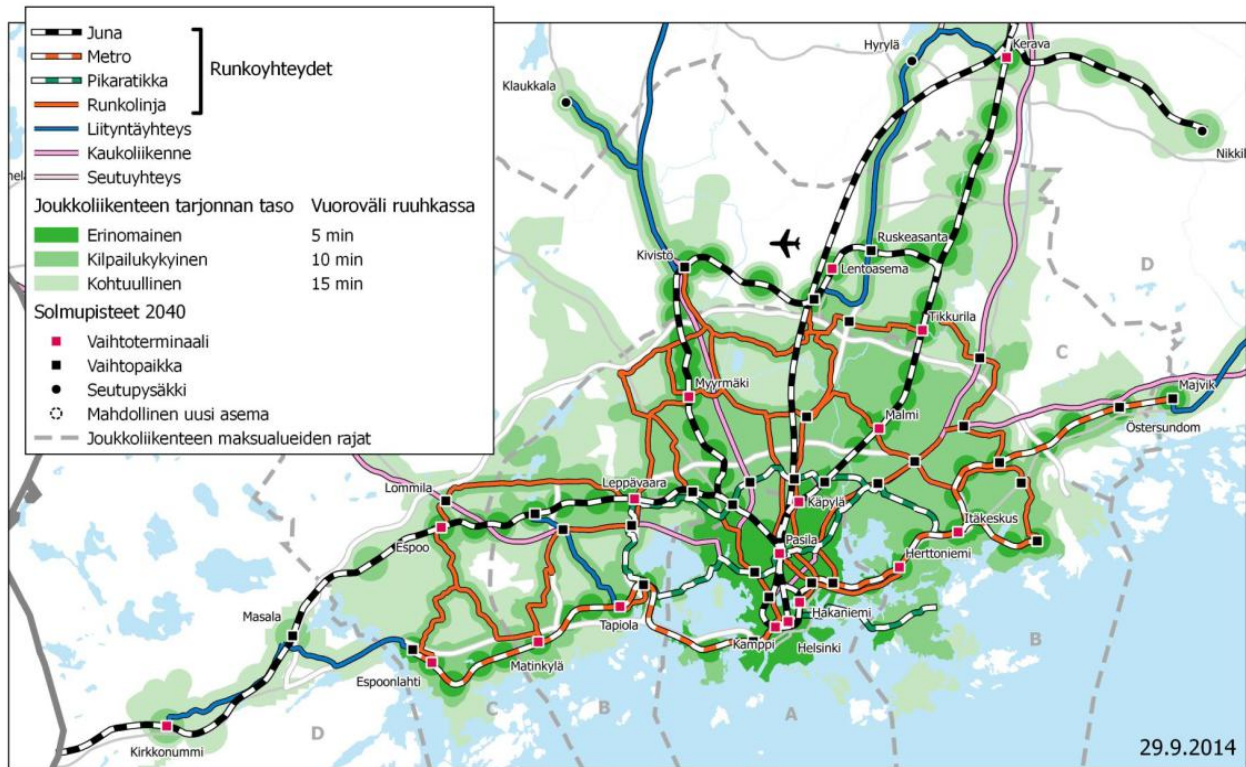 Juna
Metro
Pikaratikka
Runkolinja
Runkoyhteydet
Liityntäyhteys
Kaukoliikenne
Seutuyhteys
Joukkoliikenteen tarjonnan taso Vuoroväli ruuhkassa
Erinomainen 5 min
Kilpailukykyinen 10 min
Kohtuullinen 15 min
Solmupisteet 2040
Vaihtoterminaali
Vaihtopaikka
Seutupysäkki
Mahdollinen uusi asema
Joukkoliikenteen maksualueiden rajat
Hyrylä
Kerava
Klaukkala
Nikkil
Ruskeasanta
Kivistö
Lentoasema
D
Tikkurila
C
Myyrmäki
Majvik
Malmi
Östersundom
Leppävaara
Lommila
Käpylä
Itäkeskus
Espoo
Pasila
Herttoniemi
Masala
Hakaniemi
Tapiola
Kamppi
Helsinki
B
Matinkylä
Espoonlahti
C
B
A
D
Kirkkonummi
29.9.2014